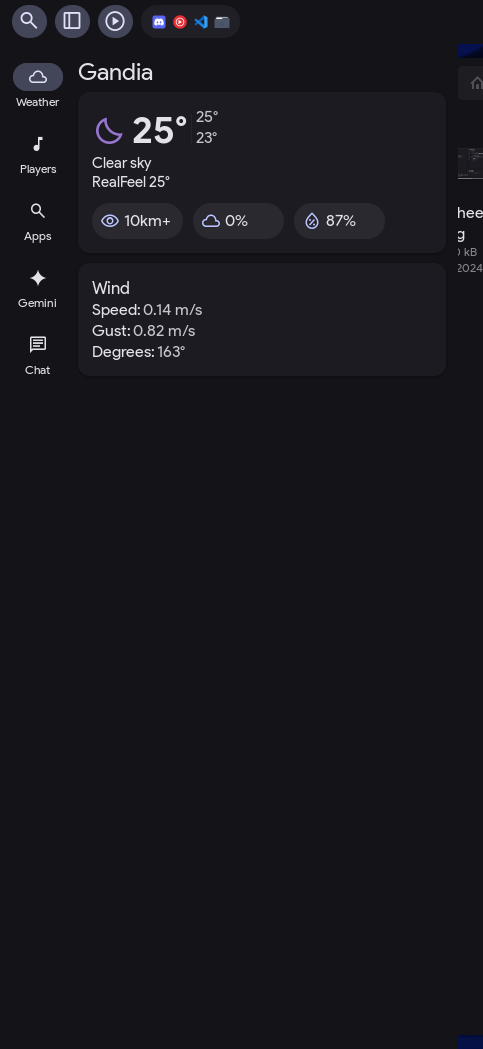 Gandia
Weather
25°
25°
23°
Clear sky
RealFeel 25°
Players
10km+
0%
87%
Apps
Wind
Speed: 0.14 m/s
Gust: 0.82 m/s
Degrees: 163°
Gemini
Chat
hee
g
kB
2024